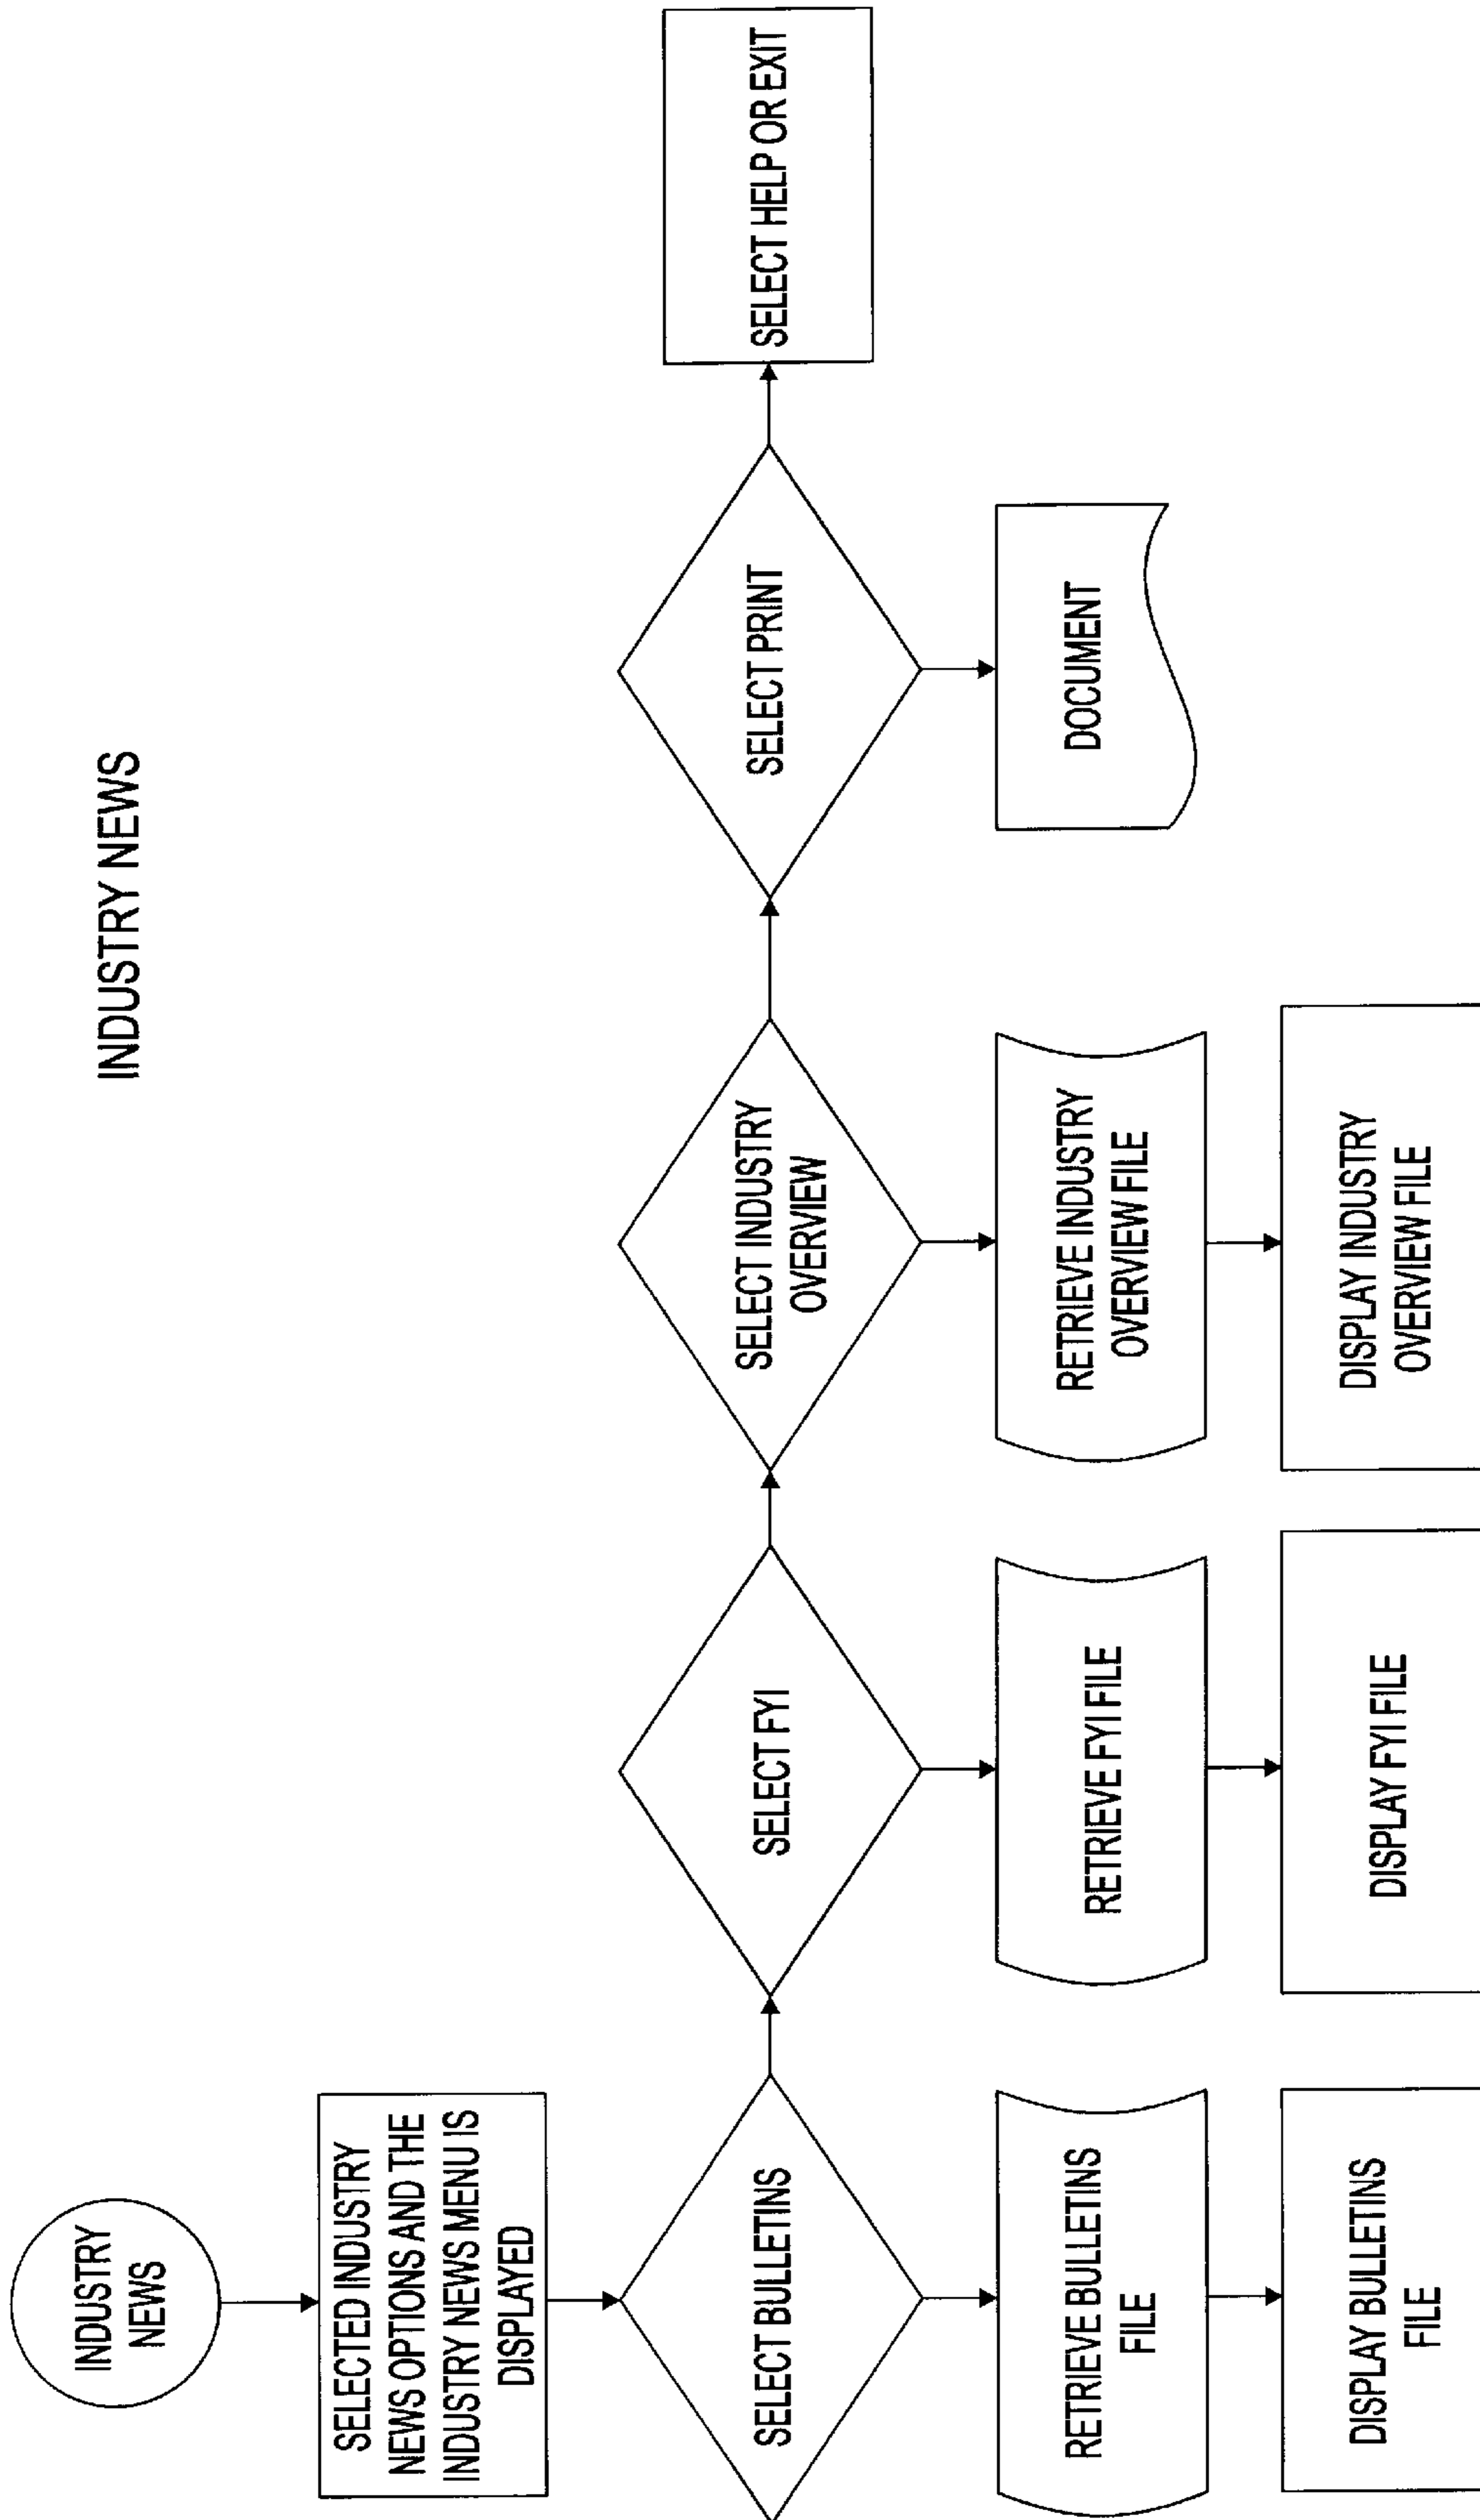 INDUSTRY NEWS
INDUSTRY
NEWS
SELECTED INDUSTRY
NEWS OPTIONS AND THE
INDUSTRY NEWS MENU IS
DISPLAYED
SELECT BULLETINS
SELECT FYI
SELECT INDUSTRY
OVERVIEW
SELECT PRINT
SELECT HELP OR EXIT
RETRIEVE BULLETINS
FILE
RETRIEVE FYI FILE
RETRIEVE INDUSTRY
OVERVIEW FILE
DOCUMENT
DISPLAY BULLETINS
FILE
DISPLAY FYI FILE
DISPLAY INDUSTRY
OVERVIEW FILE